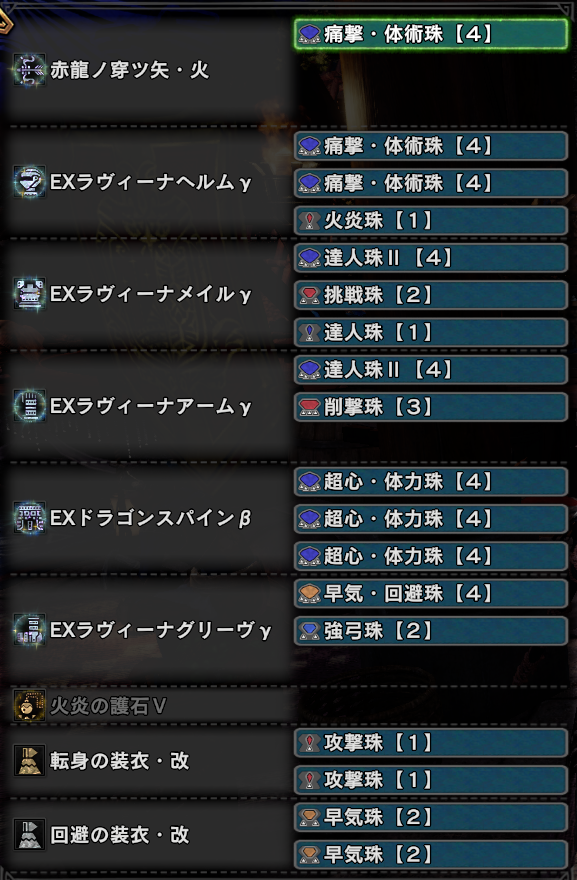 赤龍ノ穿ツ矢・火
痛撃・体術珠【4】
EXラヴィーナヘルムγ
痛撃・体術珠【4】
痛撃・体術珠【4】
火炎珠【1】
EXラヴィーナメイルγ
達人珠Ⅱ【4】
挑戦珠【2】
達人珠【1】
EXラヴィーナアームγ
達人珠Ⅱ【4】
削撃珠【3】
EXドラゴンスパインβ
超心・体力珠【4】
超心・体力珠【4】
超心・体力珠【4】
EXラヴィーナグリーヴγ
早気・回避珠【4】
強弓珠【2】
火炎の護石Ⅴ
転身の装衣・改
攻撃珠【1】
攻撃珠【1】
回避の装衣・改
早気珠【2】
早気珠【2】